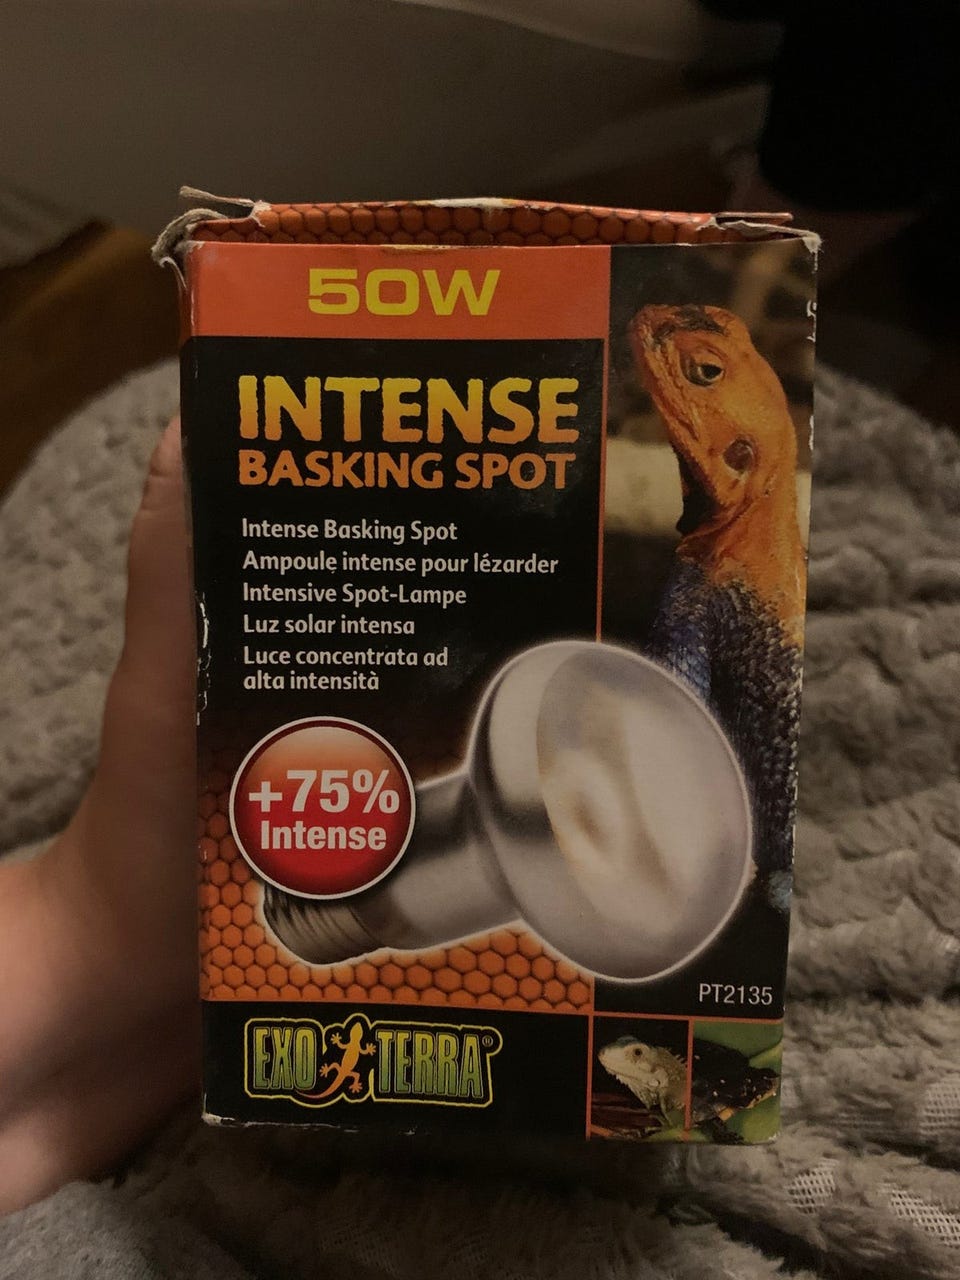 50W
INTENSE
BASKING SPOT
Intense Basking Spot
Ampoule intense pour lézarder
Intensive Spot-Lampe
Luz solar intensa
Luce concentrata ad
alta intensità
+75%
Intense
PT2135
EXO TERRA®